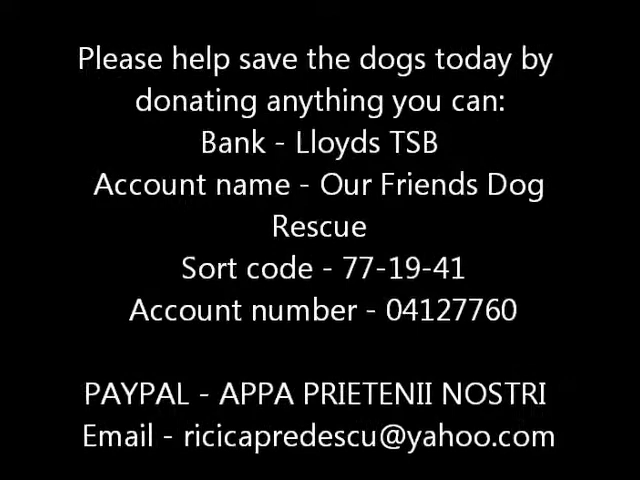 Please help save the dogs today by
donating anything you can:
Bank - Lloyds TSB
Account name - Our Friends Dog
Rescue
Sort code - 77-19-41
Account number - 04127760
PAYPAL - APPA PRIETENII NOSTRI
Email - ricicapredescu@yahoo.com